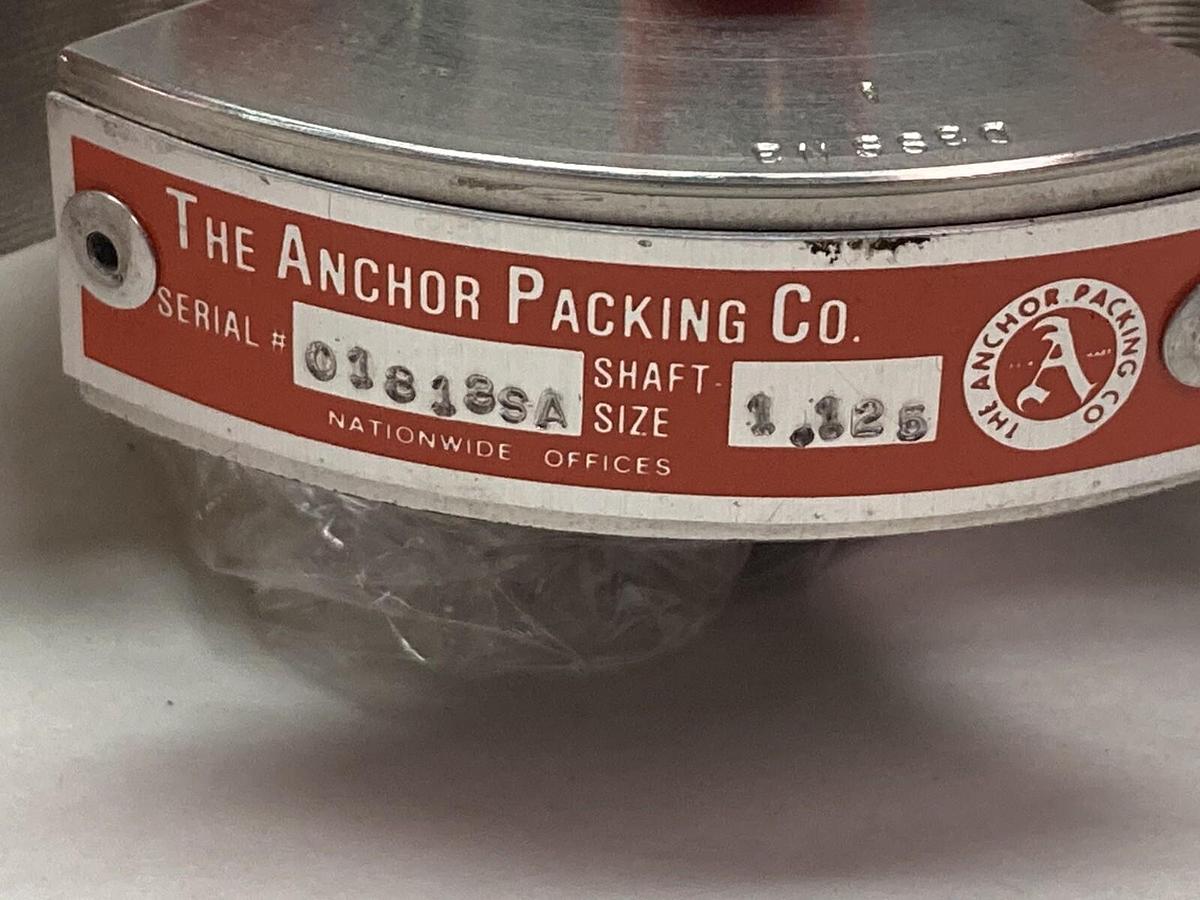 THE ANCHOR PACKING CO.
SERIAL # 01818SA
SHAFT SIZE 1.125
NATIONWIDE OFFICES
THE ANCHOR PACKING CO
A